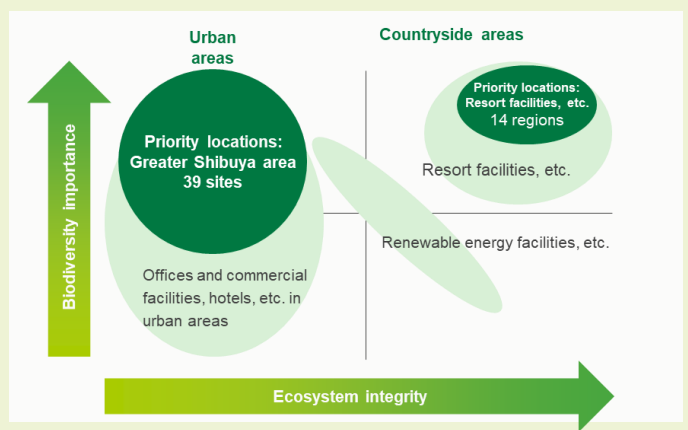 Urban
areas
Countryside areas
Biodiversity importance
Priority locations:
Greater Shibuya area
39 sites
Offices and commercial
facilities, hotels, etc. in
urban areas
Priority locations:
Resort facilities, etc.
14 regions
Resort facilities, etc.
Renewable energy facilities, etc.
Ecosystem integrity